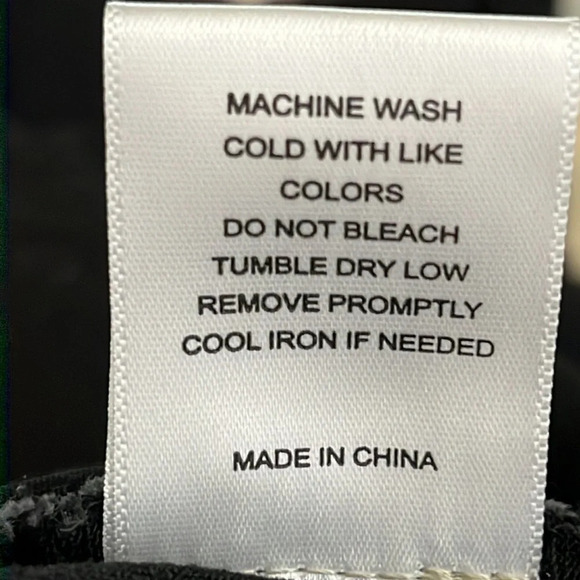 MACHINE WASH
COLD WITH LIKE
COLORS
DO NOT BLEACH
TUMBLE DRY LOW
REMOVE PROMPTLY
COOL IRON IF NEEDED
MADE IN CHINA